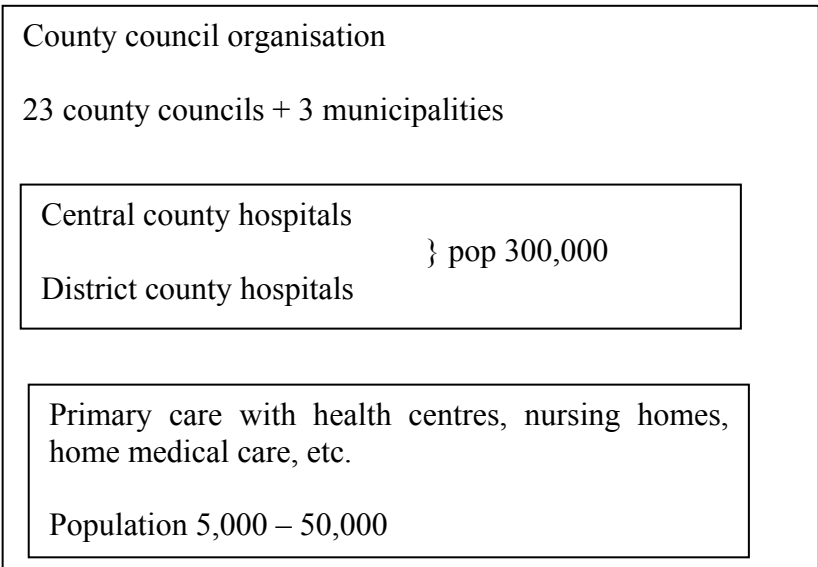 County council organisation
23 county councils + 3 municipalities
Central county hospitals
} pop 300,000
District county hospitals
Primary care with health centres, nursing homes,
home medical care, etc.
Population 5,000 – 50,000